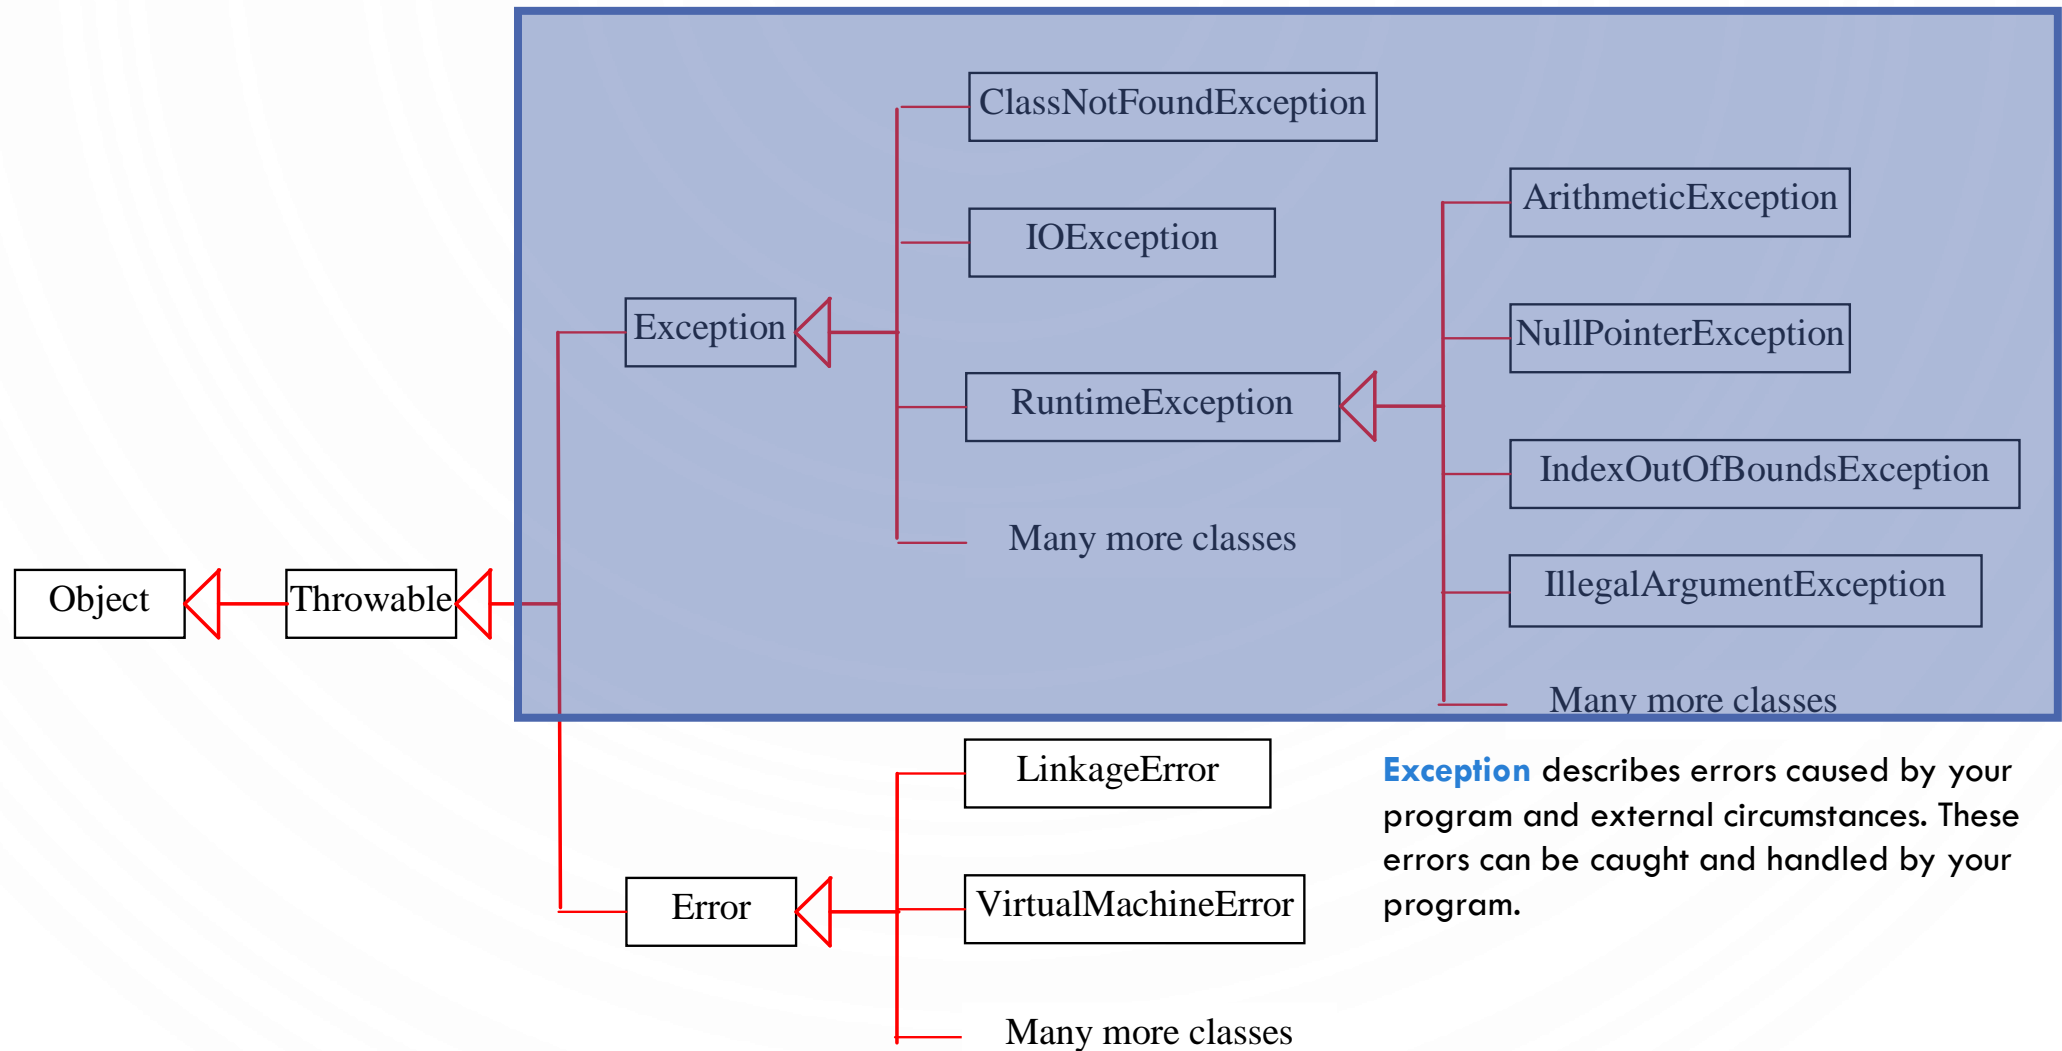 ClassNotFoundException
ArithmeticException
IOException
Exception
NullPointerException
RuntimeException
IndexOutOfBoundsException
Many more classes
IllegalArgumentException
Object
Throwable
Many more classes
LinkageError
Exception describes errors caused by your
program and external circumstances. These
errors can be caught and handled by your
program.
Error
VirtualMachineError
Many more classes